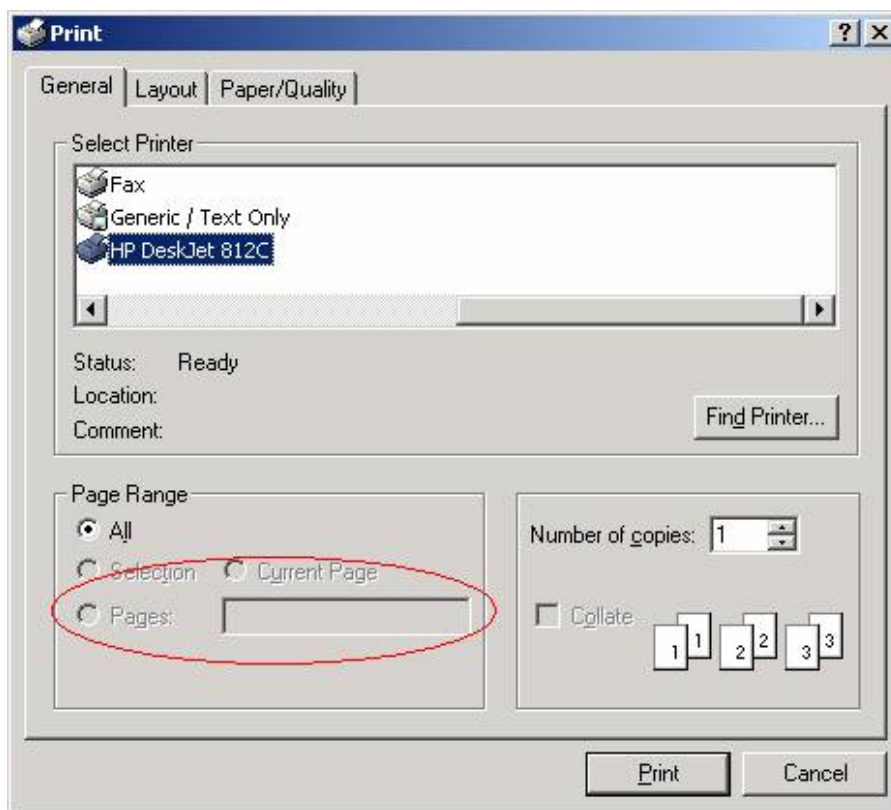 Print
General Layout Paper/Quality
Select Printer
Fax
Generic / Text Only
HP DeskJet 812C
Status: Ready
Location:
Comment:
Find Printer...
Page Range
All
Selection Current Page
Pages:
Number of copies: 1
Collate
1 1 2 2 3 3
Print Cancel